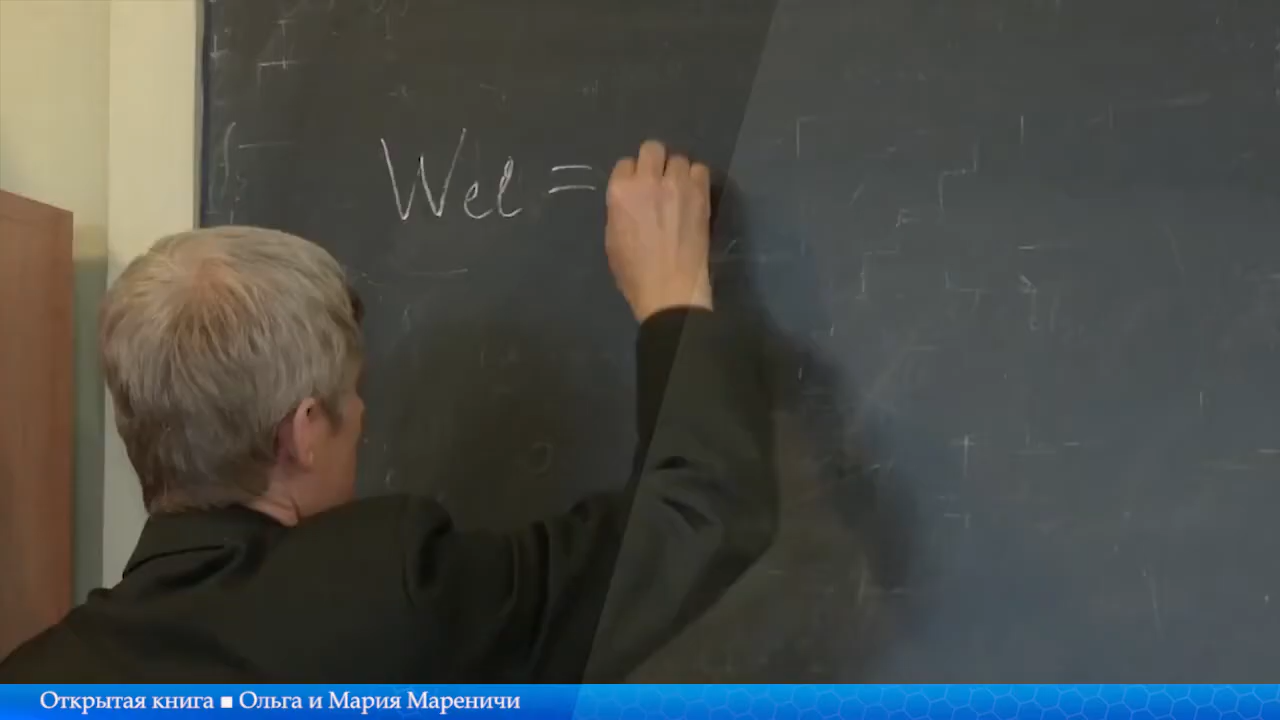 Wel =
Открытая книга ■ Ольга и Мария Мареничи